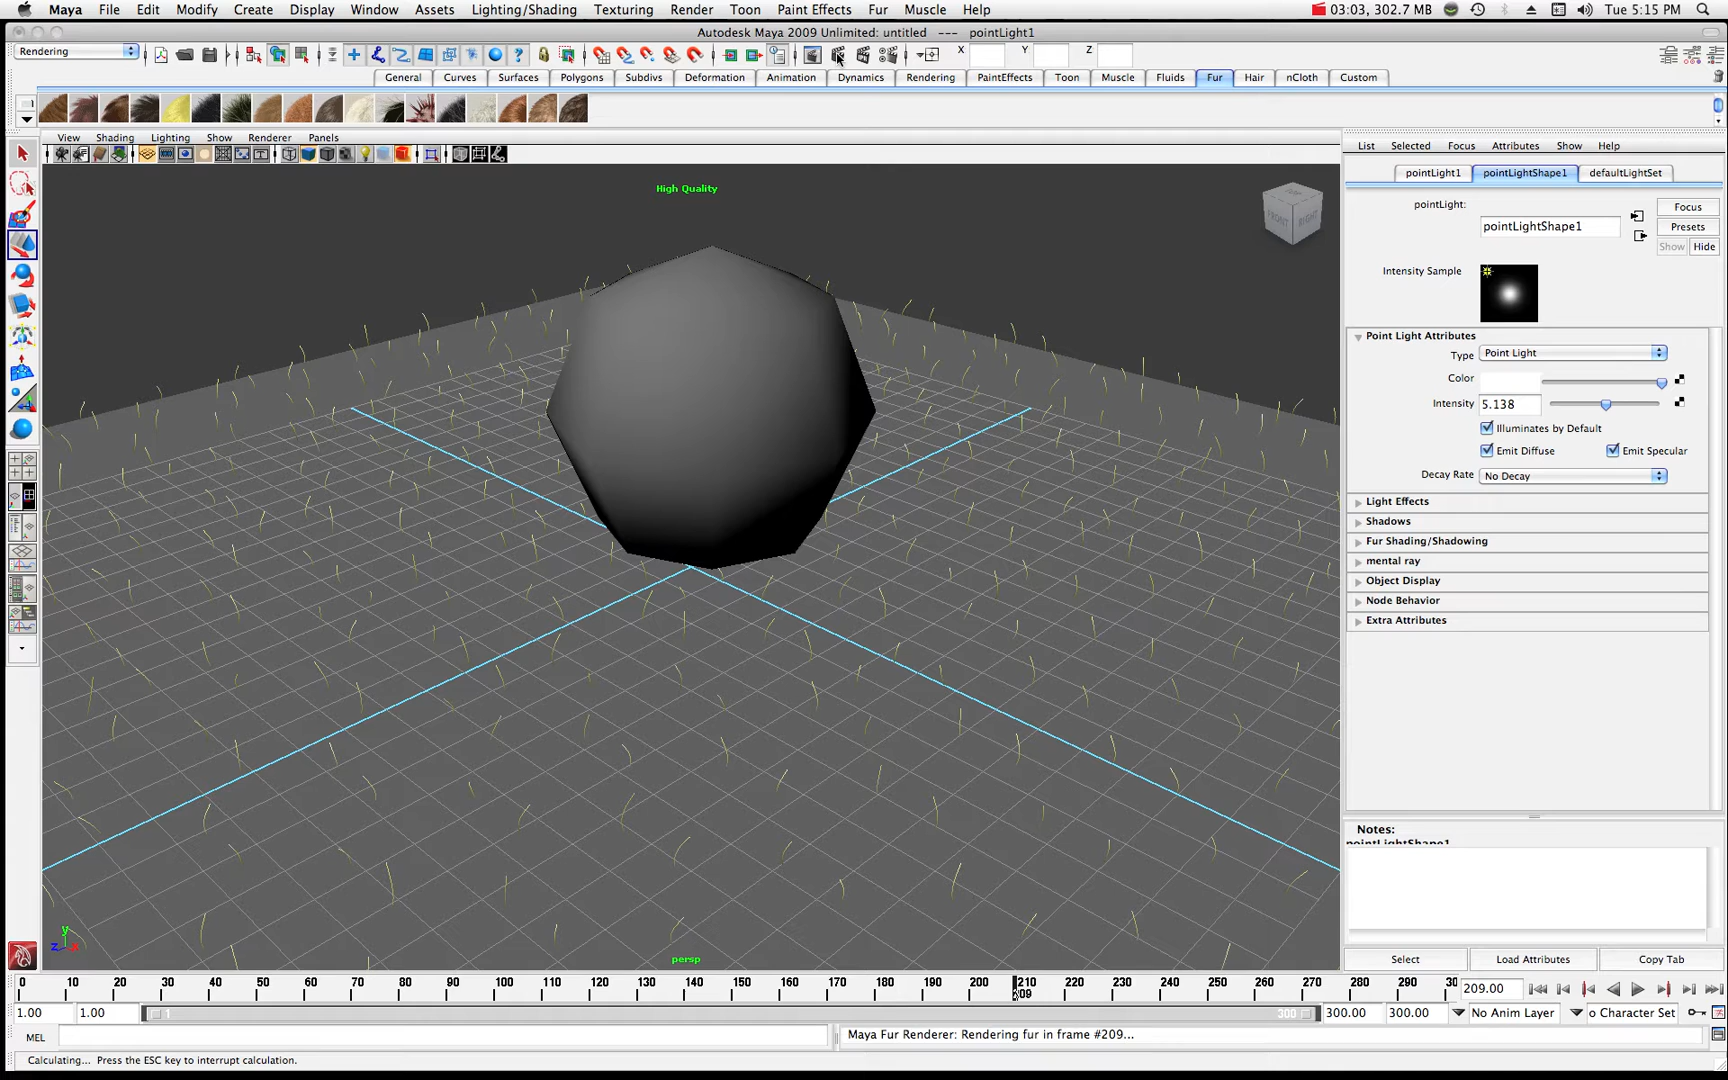 Maya File Edit Modify Create Display Window Assets Lighting/Shading Texturing Render Toon Paint Effects Fur Muscle Help 03:03, 302.7 MB Tue 5:15 PM
Autodesk Maya 2009 Unlimited: untitled --- pointLight1
Rendering X Y Z
General Curves Surfaces Polygons Subdivs Deformation Animation Dynamics Rendering PaintEffects Toon Muscle Fluids Fur Hair nCloth Custom
View Shading Lighting Show Renderer Panels
List Selected Focus Attributes Show Help
High Quality
pointLight1 pointLightShape1 defaultLightSet
FRONT RIGHT
pointLight: Focus
pointLightShape1 Presets
Show Hide
Intensity Sample
Point Light Attributes
Type Point Light
Color
Intensity 5.138
Illuminates by Default
Emit Diffuse Emit Specular
Decay Rate No Decay
Light Effects
Shadows
Fur Shading/Shadowing
mental ray
Object Display
Node Behavior
Extra Attributes
Notes:
pointLightShape1
y
z x
persp
Select Load Attributes Copy Tab
0 10 20 30 40 50 60 70 80 90 100 110 120 130 140 150 160 170 180 190 200 210 220 230 240 250 260 270 280 290 30 209.00
1.00 1.00 1 300 300.00 300.00 No Anim Layer o Character Set
MEL Maya Fur Renderer: Rendering fur in frame #209...
Calculating... Press the ESC key to interrupt calculation.